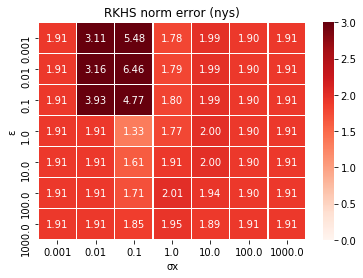 RKHS norm error (nys)
0.001 1.91 3.11 5.48 1.78 1.99 1.90 1.91
0.01 1.91 3.16 6.46 1.79 1.99 1.90 1.91
0.1 1.91 3.93 4.77 1.80 1.99 1.90 1.91
1.0 1.91 1.91 1.33 1.77 2.00 1.90 1.91
10.0 1.91 1.91 1.61 1.91 2.00 1.90 1.91
100.0 1.91 1.91 1.71 2.01 1.94 1.90 1.91
1000.0 1.91 1.91 1.85 1.95 1.89 1.91 1.91
0.001 0.01 0.1 1.0 10.0 100.0 1000.0
σx
ε
3.0
2.5
2.0
1.5
1.0
0.5
0.0